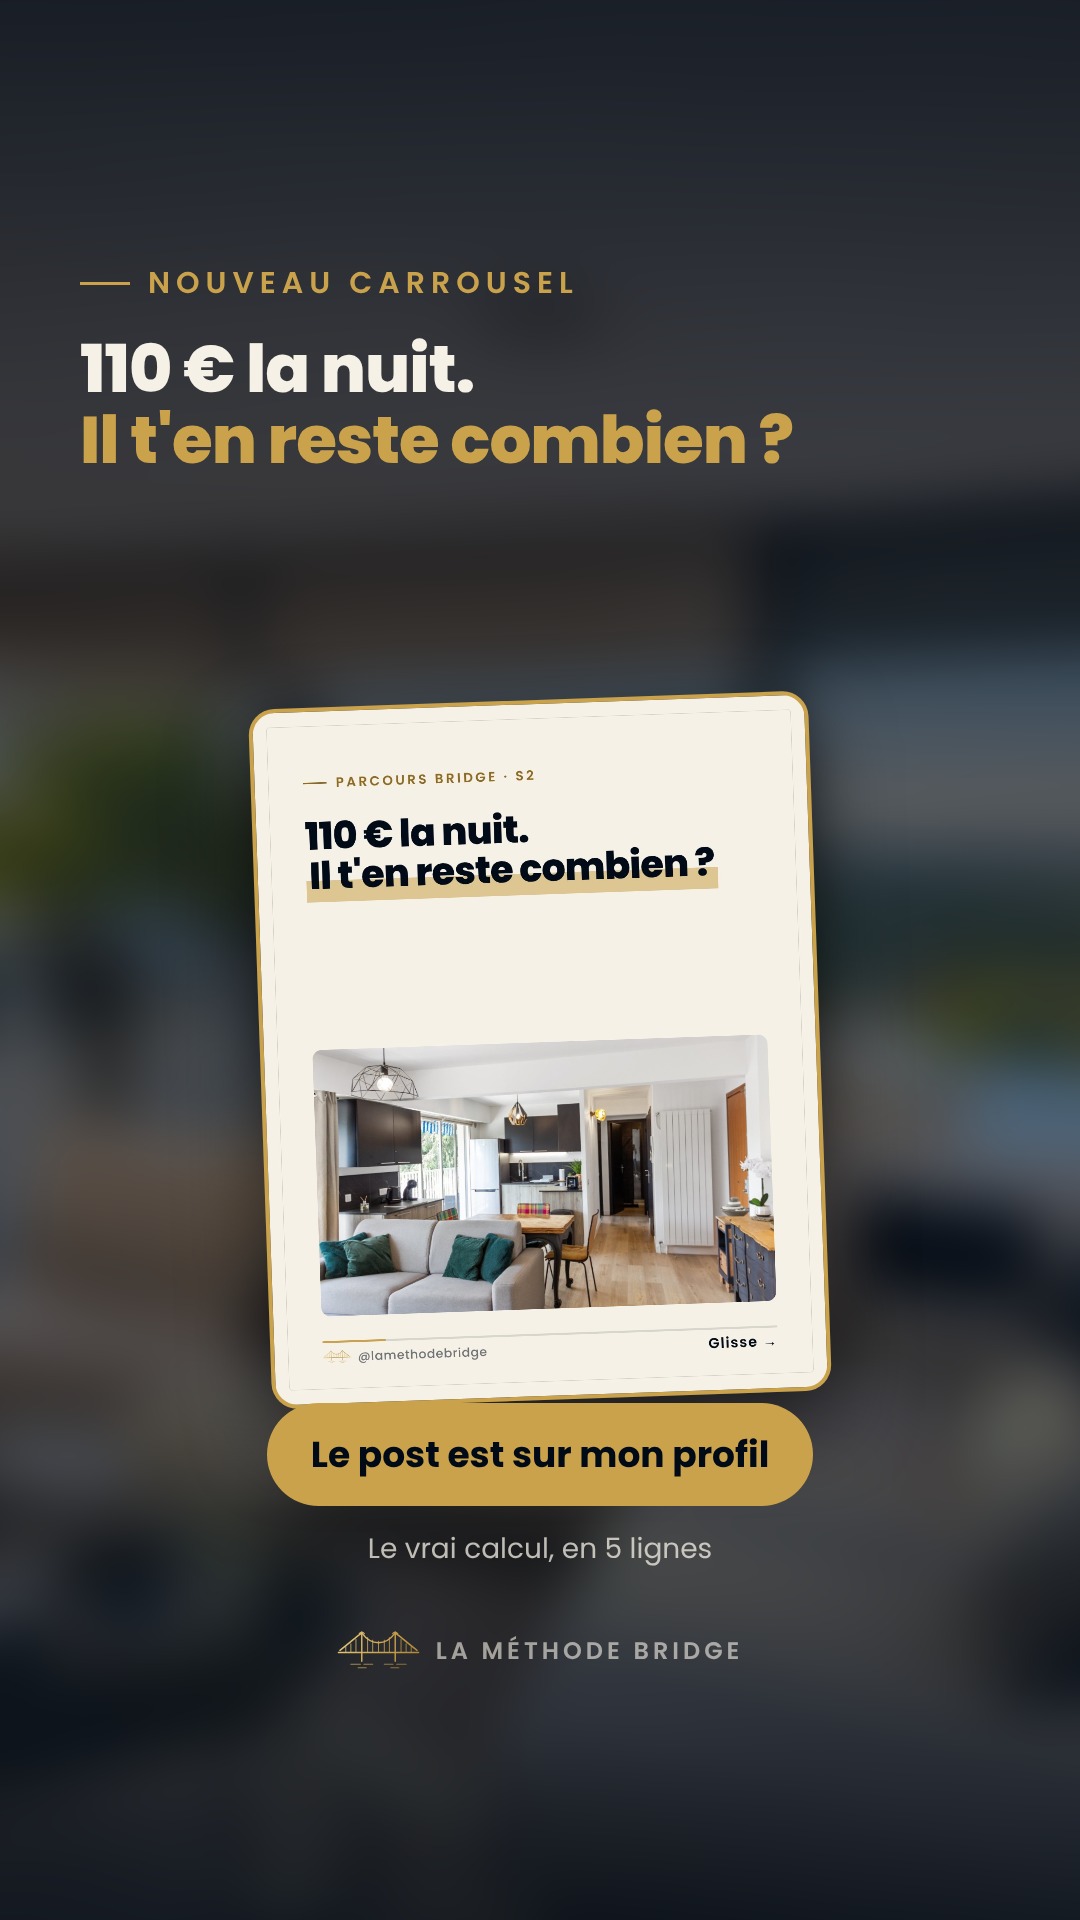 NOUVEAU CARROUSEL
110 € la nuit.
Il t'en reste combien ?
PARCOURS BRIDGE · S2
110 € la nuit.
Il t'en reste combien ?
@lamethodebridge
Glisse →
Le post est sur mon profil
Le vrai calcul, en 5 lignes
LA MÉTHODE BRIDGE